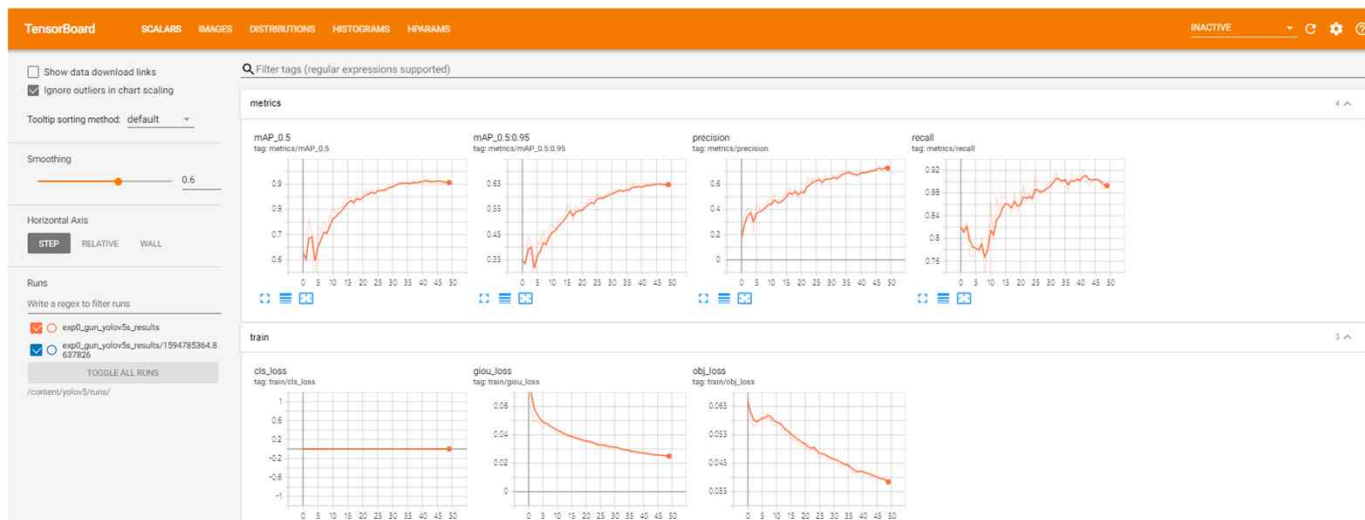 TensorBoard SCALARS IMAGES DISTRIBUTIONS HISTOGRAMS HPARAMS INACTIVE
Show data download links
Ignore outliers in chart scaling
Tooltip sorting method: default
Smoothing
0.6
Horizontal Axis
STEP RELATIVE WALL
Runs
Write a regex to filter runs
exp0_gun_yolov5s_results
exp0_gun_yolov5s_results/1594785364.8
637826
TOGGLE ALL RUNS
/content/yolov5/runs/
Filter tags (regular expressions supported)
metrics 4
mAP_0.5
tag: metrics/mAP_0.5
0.9
0.8
0.7
0.6
0 5 10 15 20 25 30 35 40 45 50
mAP_0.5:0.95
tag: metrics/mAP_0.5:0.95
0.65
0.55
0.45
0.35
0 5 10 15 20 25 30 35 40 45 50
precision
tag: metrics/precision
0.6
0.4
0.2
0
0 5 10 15 20 25 30 35 40 45 50
recall
tag: metrics/recall
0.92
0.88
0.84
0.8
0.76
0 5 10 15 20 25 30 35 40 45 50
train 3
cls_loss
tag: train/cls_loss
1
0.6
0.2
-0.2
-0.6
-1
0 5 10 15 20 25 30 35 40 45 50
giou_loss
tag: train/giou_loss
0.06
0.04
0.02
0
0 5 10 15 20 25 30 35 40 45 50
obj_loss
tag: train/obj_loss
0.065
0.055
0.045
0.035
0 5 10 15 20 25 30 35 40 45 50